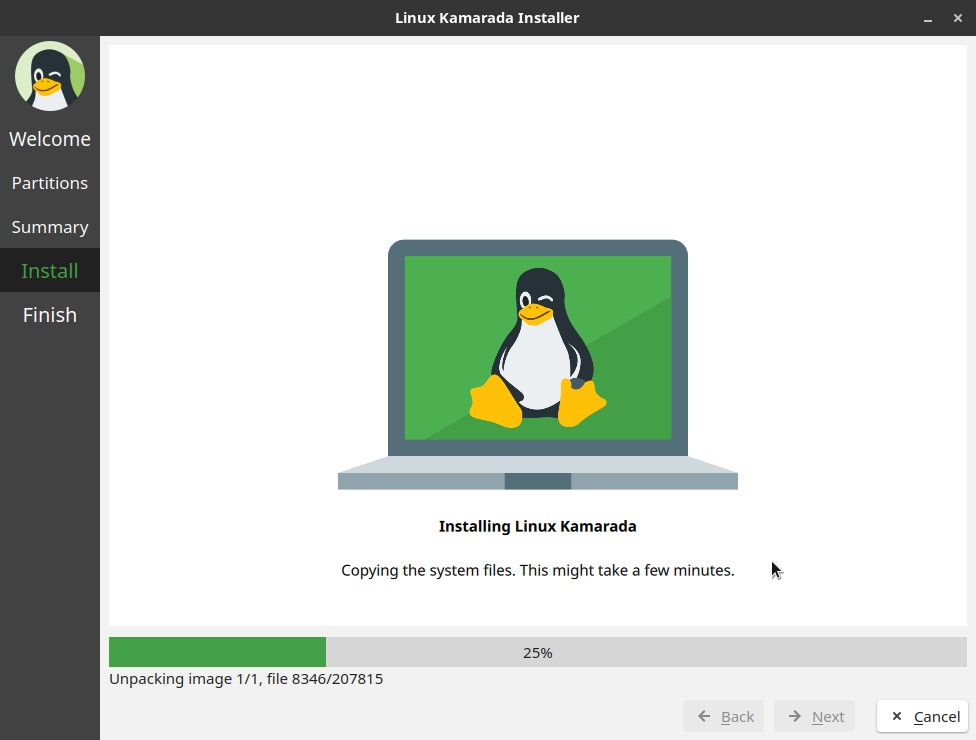 Linux Kamarada Installer
Welcome
Partitions
Summary
Install
Finish
Installing Linux Kamarada
Copying the system files. This might take a few minutes.
25%
Unpacking image 1/1, file 8346/207815
Back Next Cancel